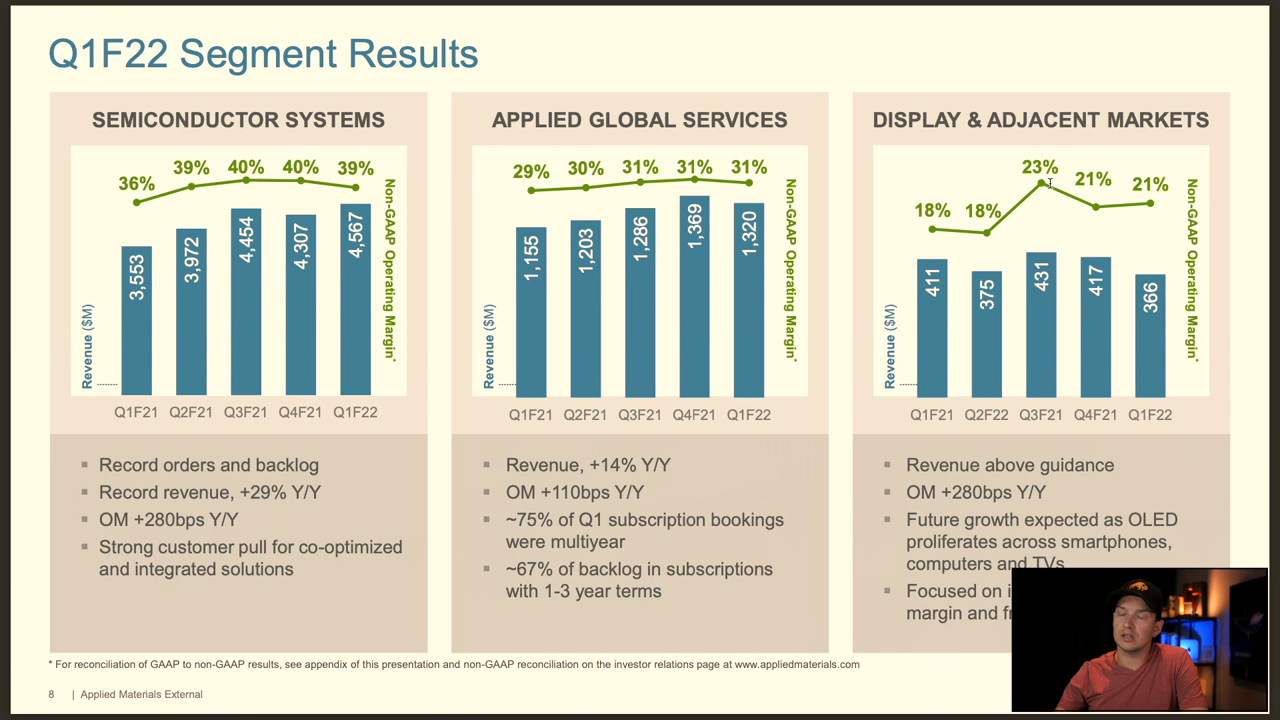 Q1F22 Segment Results
SEMICONDUCTOR SYSTEMS
36% 39% 40% 40% 39%
Non-GAAP Operating Margin*
3,553 3,972 4,454 4,307 4,567
Revenue ($M)
Q1F21 Q2F21 Q3F21 Q4F21 Q1F22
▪ Record orders and backlog
▪ Record revenue, +29% Y/Y
▪ OM +280bps Y/Y
▪ Strong customer pull for co-optimized
and integrated solutions
APPLIED GLOBAL SERVICES
29% 30% 31% 31% 31%
Non-GAAP Operating Margin*
1,155 1,203 1,286 1,369 1,320
Revenue ($M)
Q1F21 Q2F21 Q3F21 Q4F21 Q1F22
▪ Revenue, +14% Y/Y
▪ OM +110bps Y/Y
▪ ~75% of Q1 subscription bookings
were multiyear
▪ ~67% of backlog in subscriptions
with 1-3 year terms
DISPLAY & ADJACENT MARKETS
18% 18% 23% 21% 21%
Non-GAAP Operating Margin*
411 375 431 417 366
Revenue ($M)
Q1F21 Q2F22 Q3F21 Q4F21 Q1F22
▪ Revenue above guidance
▪ OM +280bps Y/Y
▪ Future growth expected as OLED
proliferates across smartphones,
computers and TVs
▪ Focused on
margin and
* For reconciliation of GAAP to non-GAAP results, see appendix of this presentation and non-GAAP reconciliation on the investor relations page at www.appliedmaterials.com
8 | Applied Materials External